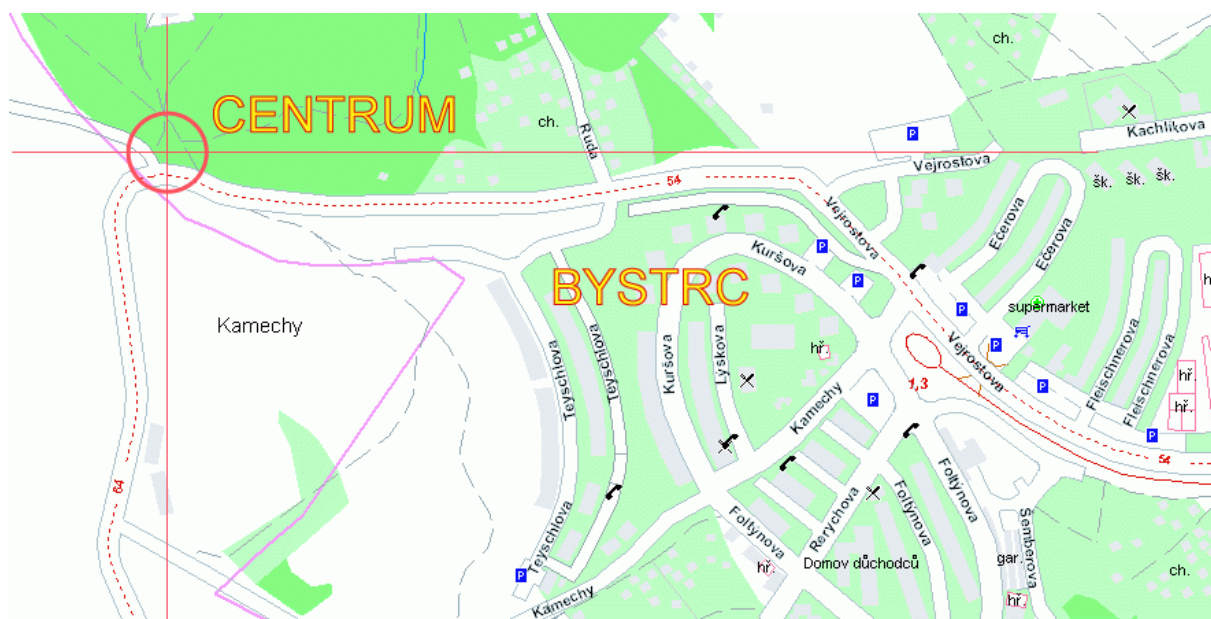 ch.
CENTRUM
ch.
Ruda
P
Kachlikova
54
Vejrostova
šk.
šk.
šk.
Vejrostova
Ečerova
Ečerova
Kuršova
P
BYSTRC
P
P
supermarket
h
Kamechy
Teyschlova
Teyschlova
Kuršova
Lyskova
hř.
P
Vejrostova
Fleischnerova
Fleischnerova
1,3
P
hř.
Kamechy
P
hř.
P
54
64
Foltýnova
Rerychova
Foltýnova
Foltýnova
Šemberova
Teyschlova
Domov důchodců
gar.
hř.
P
ch.
Kamechy
hř.